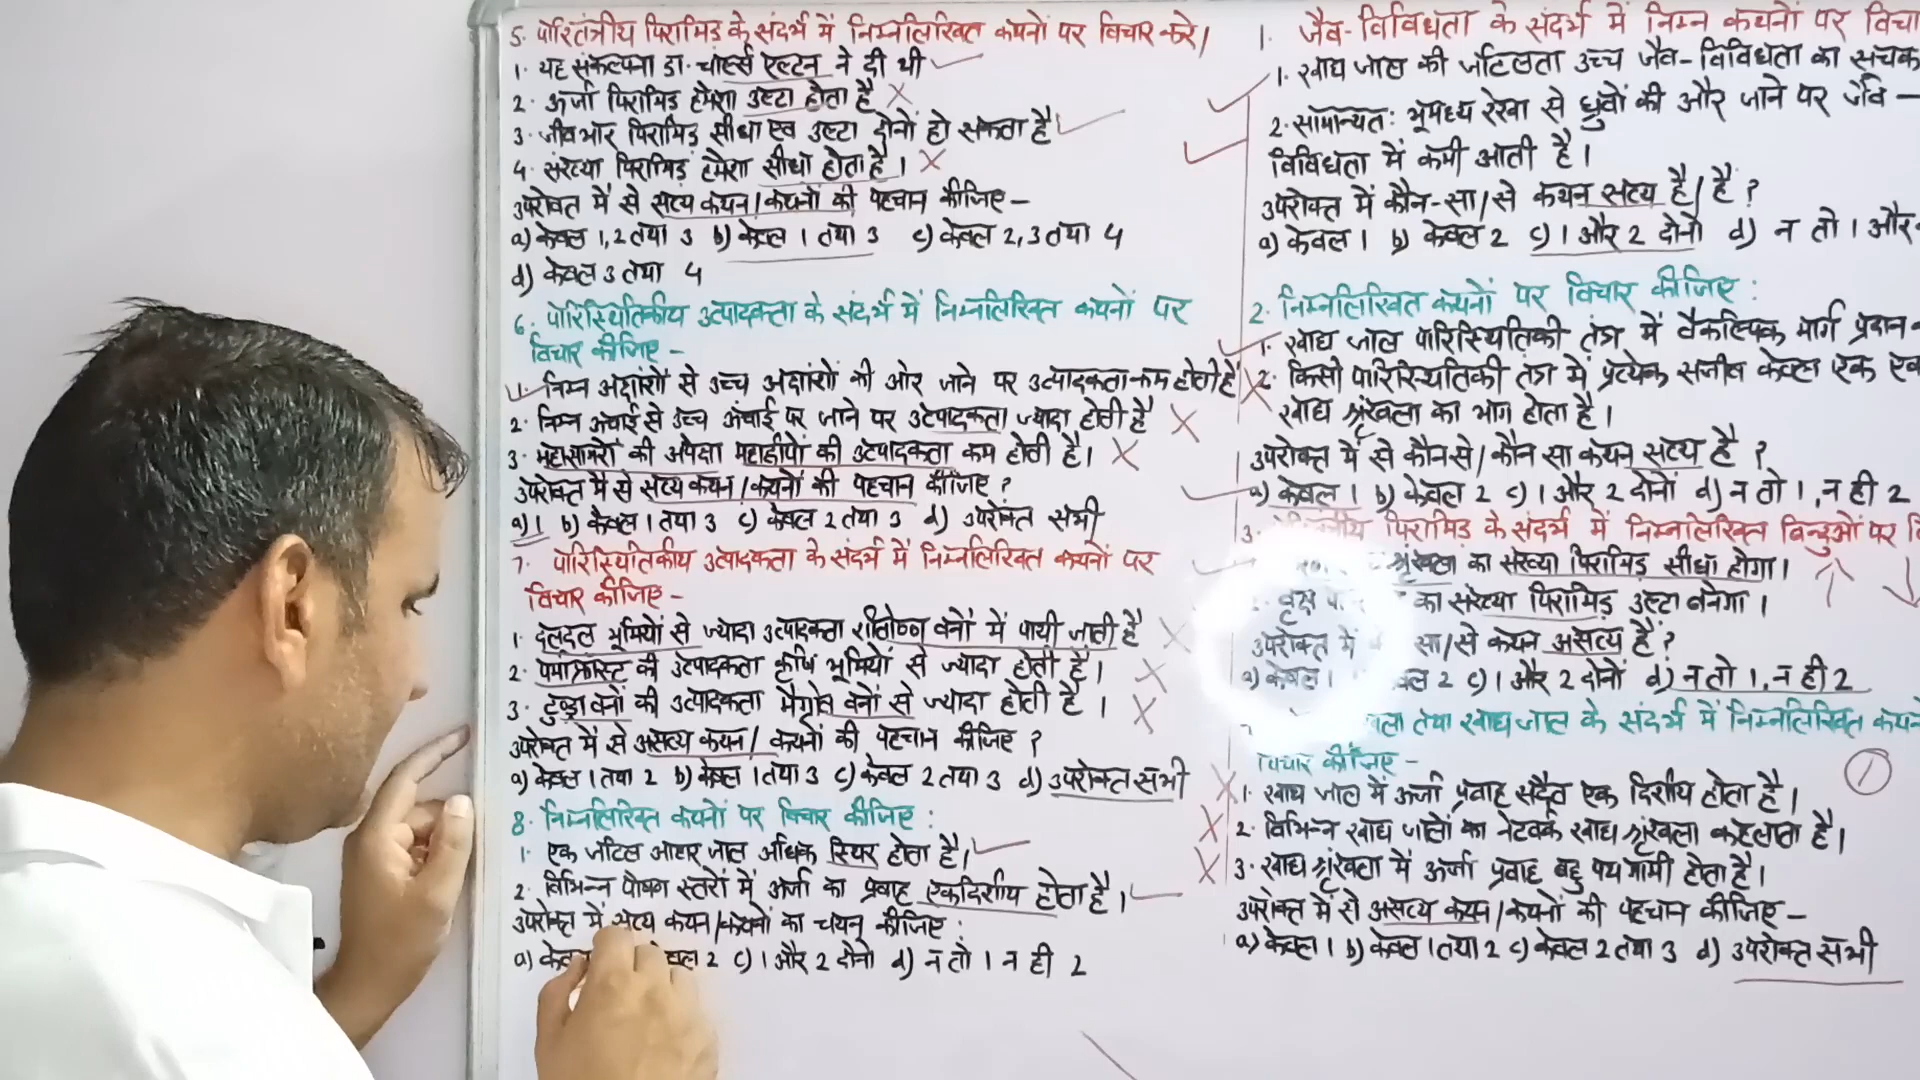 5. पारितंत्रीय पिरामिड के संदर्भ में निम्नलिखित कथनों पर विचार करे।
1. यह संकल्पना डा. चार्ल्स एल्टन ने दी थी
2. ऊर्जा पिरामिड हमेशा उल्टा होता है
3. जीवभार पिरामिड सीधा एव उल्टा दोनों हो सकता है
4. संख्या पिरामिड हमेशा सीधा होता है।
उपरोक्त में से सत्य कथन/कथनों की पहचान कीजिए-
a) केवल 1,2 तथा 3 b) केवल 1 तथा 3 c) केवल 2,3 तथा 4
d) केवल 3 तथा 4
6. पारिस्थितिकीय उत्पादकता के संदर्भ में निम्नलिखित कथनों पर
विचार कीजिए-
1. निम्न अक्षांशों से उच्च अक्षांशों की ओर जाने पर उत्पादकता कम होती है
2. निम्न ऊंचाई से उच्च ऊंचाई पर जाने पर उत्पादकता ज्यादा होती है
3. महासागरों की अपेक्षा महाद्वीपों की उत्पादकता कम होती है।
उपरोक्त में से सत्य कथन/कथनों की पहचान कीजिए?
a) 1 b) केवल 1 तथा 3 c) केवल 2 तथा 3 d) उपरोक्त सभी
7. पारिस्थितिकीय उत्पादकता के संदर्भ में निम्नलिखित कथनों पर
विचार कीजिए-
1. दलदल भूमियों से ज्यादा उत्पादकता शीतोष्ण वनों में पायी जाती है
2. पर्माफ्रास्ट की उत्पादकता कृषि भूमियों से ज्यादा होती है।
3. टुण्ड्रा वनों की उत्पादकता मैंग्रोव वनों से ज्यादा होती है।
उपरोक्त में से असत्य कथन/ कथनों की पहचान कीजिए?
a) केवल 1 तथा 2 b) केवल 1 तथा 3 c) केवल 2 तथा 3 d) उपरोक्त सभी
8. निम्नलिखित कथनों पर विचार कीजिए:
1. एक जटिल आहार जाल अधिक स्थिर होता है।
2. विभिन्न पोषण स्तरों में ऊर्जा का प्रवाह एकदिशीय होता है।
उपरोक्त में सत्य कथन/कथनों का चयन कीजिए:
a) 2 c) 1 और 2 दोनो d) न तो 1 न ही 2
1. जैव-विविधता के संदर्भ में निम्न कथनों पर
1. खाद्य जाल की जटिलता उच्च जैव-विविधता का सूचक
2. सामान्यतः भूमध्य रेखा से ध्रुवों की और जाने पर जैव-
विविधता में कमी आती है।
उपरोक्त में कौन-सा/से कथन सत्य है/हैं?
a) केवल 1 b) केवल 2 c) 1 और 2 दोनो d) न तो 1 और
2. निम्नलिखित कथनों पर विचार कीजिए:
1. खाद्य जाल पारिस्थितिकी तंत्र में वैकल्पिक मार्ग प्रदान
2. किसी पारिस्थितिकी तंत्र में प्रत्येक सजीव केवल एक
खाद्य श्रृंखला का भाग होता है।
उपरोक्त में से कौन से/कौन सा कथन सत्य है?
a) केवल 1 b) केवल 2 c) 1 और 2 दोनों d) न तो 1, न ही 2
3. पिरामिड के संदर्भ में निम्नलिखित बिन्दुओं पर
श्रृंखला का संख्या पिरामिड सीधा होगा।
वृक्ष का संख्या पिरामिड उल्टा बनेगा।
उपरोक्त में सा/से कथन असत्य है?
a) केवल 1 2 c) 1 और 2 दोनों d) न तो 1, न ही 2
तथा खाद्य जाल के संदर्भ में निम्नलिखित
विचार कीजिए-
1. खाद्य जाल में ऊर्जा प्रवाह सदैव एक दिशीय होता है।
2. विभिन्न खाद्य जालों का नेटवर्क खाद्य श्रृंखला कहलाता है।
3. खाद्य श्रृंखला में ऊर्जा प्रवाह बहु पथ गामी होता है।
उपरोक्त में से असत्य कथन/कथनों की पहचान कीजिए-
a) केवल 1 b) केवल 1 तथा 2 c) केवल 2 तथा 3 d) उपरोक्त सभी
1